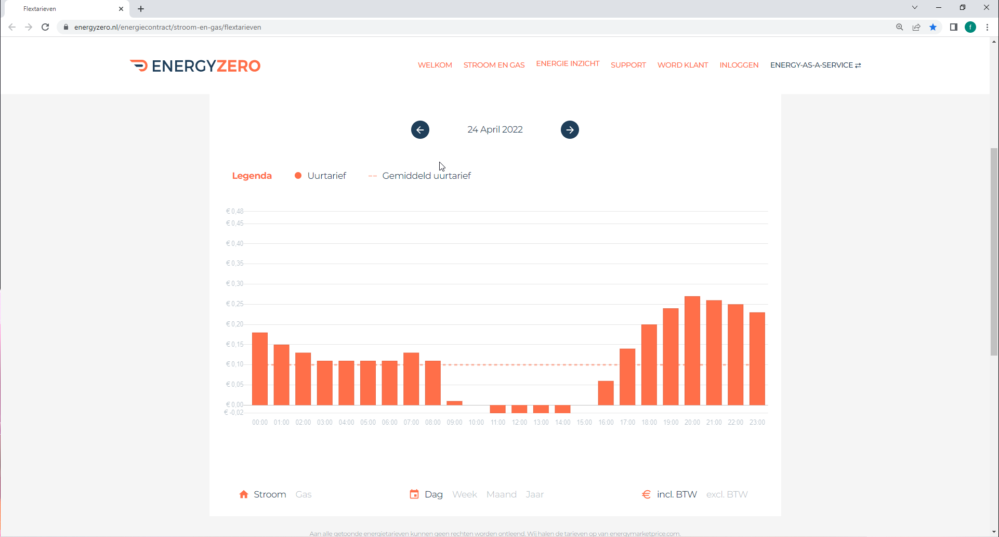 Flextarieven
energyzero.nl/energiecontract/stroom-en-gas/flextarieven
f
ENERGYZERO
WELKOM STROOM EN GAS ENERGIE INZICHT SUPPORT WORD KLANT INLOGGEN ENERGY-AS-A-SERVICE ⇄
24 April 2022
Legenda Uurtarief Gemiddeld uurtarief
€ 0,48
€ 0,45
€ 0,40
€ 0,35
€ 0,30
€ 0,25
€ 0,20
€ 0,15
€ 0,10
€ 0,05
€ 0,00
€ -0,02
00:00 01:00 02:00 03:00 04:00 05:00 06:00 07:00 08:00 09:00 10:00 11:00 12:00 13:00 14:00 15:00 16:00 17:00 18:00 19:00 20:00 21:00 22:00 23:00
Stroom Gas Dag Week Maand Jaar € incl. BTW excl. BTW
Aan alle getoonde energietarieven kunnen geen rechten worden ontleend. Wij halen de tarieven op van energymarketprice.com.